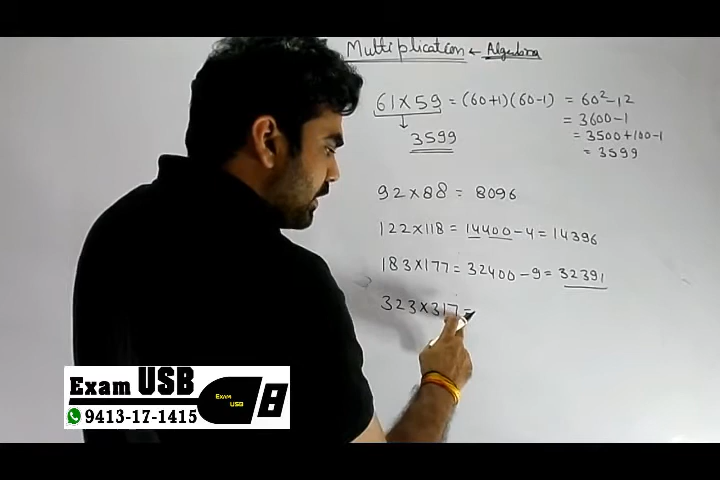 Multiplication ← Algebra
61×59 = (60+1)(60-1) = 60²-1²
= 3600-1
3599
= 3500+100-1
= 3599
92×88 = 8096
122×118 = 14400-4 = 14396
183×177 = 32400-9 = 32391
323×317=
Exam USB
9413-17-1415
Exam
USB
8